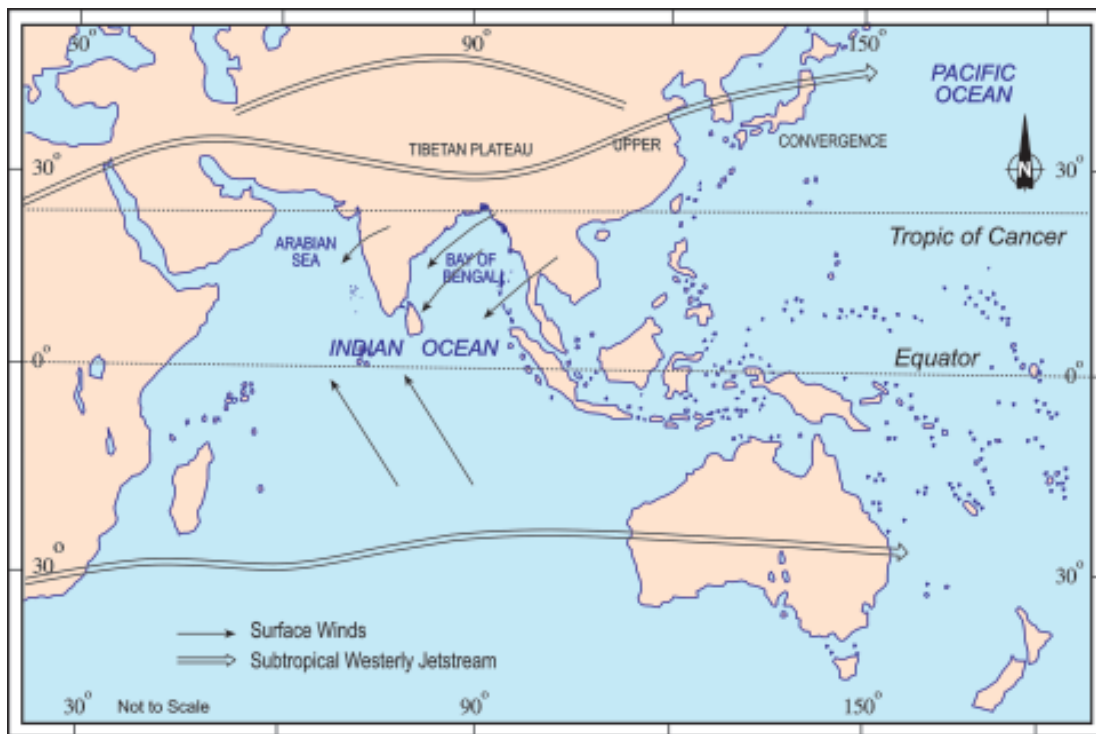 30°
90°
150°
PACIFIC
OCEAN
TIBETAN PLATEAU
UPPER
CONVERGENCE
N
30°
30°
ARABIAN
SEA
BAY OF
BENGAL
Tropic of Cancer
INDIAN OCEAN
Equator
0°
0°
30°
30°
Surface Winds
Subtropical Westerly Jetstream
30°
Not to Scale
90°
150°